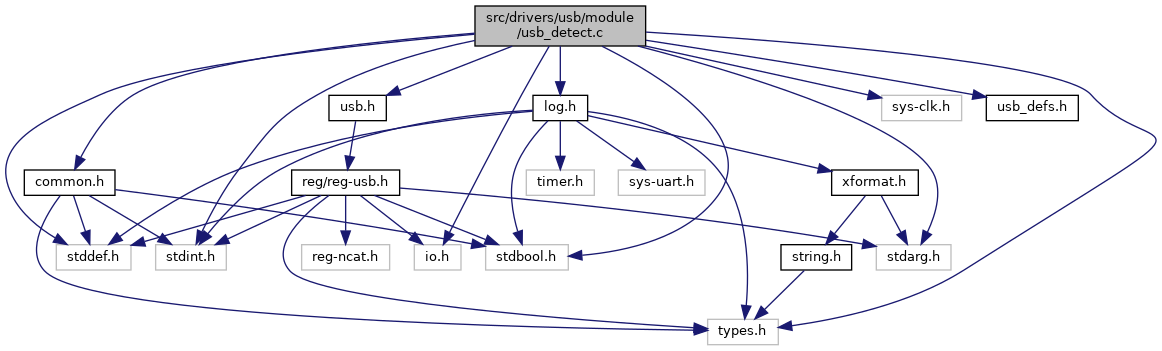 src/drivers/usb/module
/usb_detect.c
usb.h
log.h
sys-clk.h
usb_defs.h
common.h
reg/reg-usb.h
timer.h
sys-uart.h
xformat.h
stddef.h
stdint.h
reg-ncat.h
io.h
stdbool.h
string.h
stdarg.h
types.h